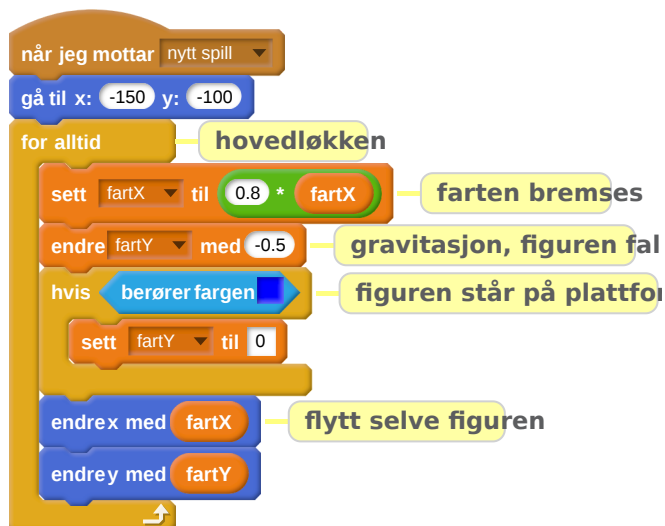 når jeg mottar nytt spill
gå til x: -150 y: -100
for alltid hovedløkken
sett fartX til 0.8 * fartX farten bremses
endre fartY med -0.5 gravitasjon, figuren fal
hvis berører fargen figuren står på plattfor
sett fartY til 0
endre x med fartX flytt selve figuren
endre y med fartY